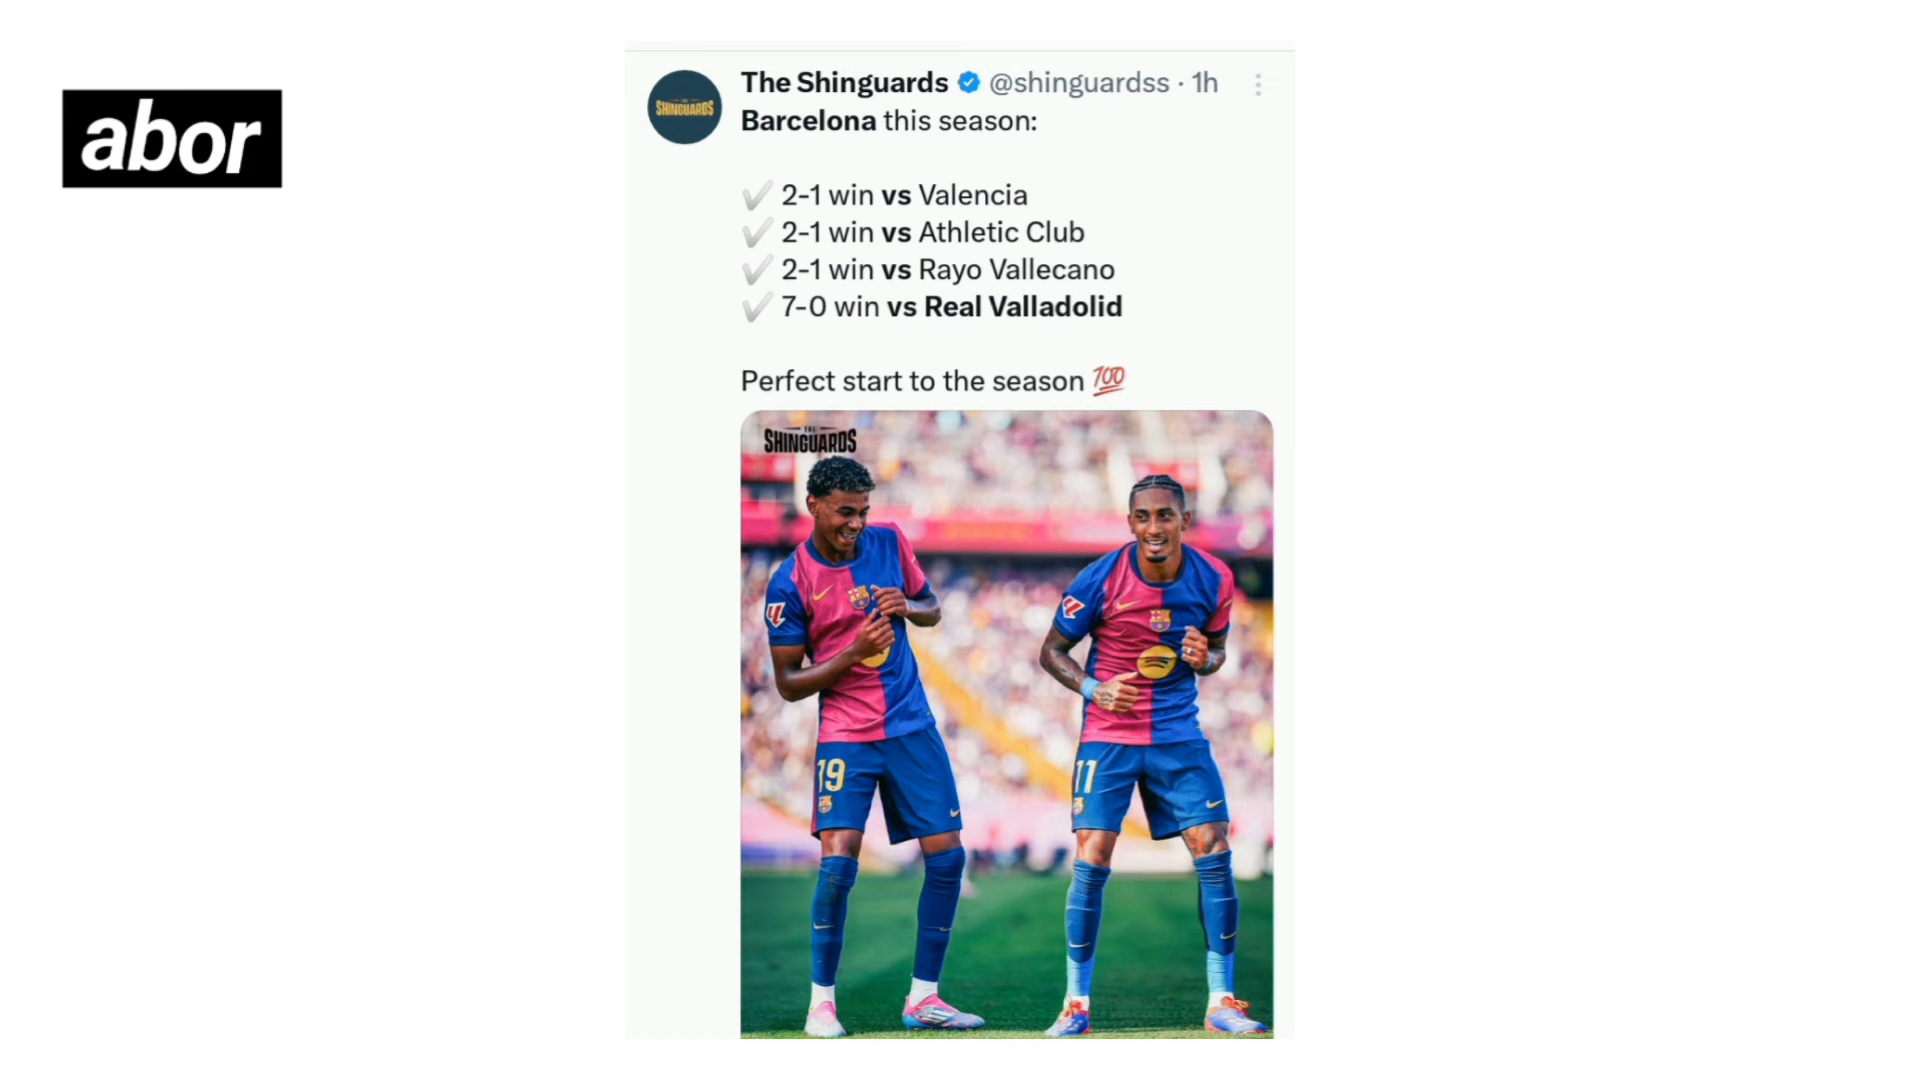 abor
SHINGUARDS
The Shinguards @shinguardss · 1h
Barcelona this season:
✔️ 2-1 win vs Valencia
✔️ 2-1 win vs Athletic Club
✔️ 2-1 win vs Rayo Vallecano
✔️ 7-0 win vs Real Valladolid
Perfect start to the season 💯
THE
SHINGUARDS
19
11